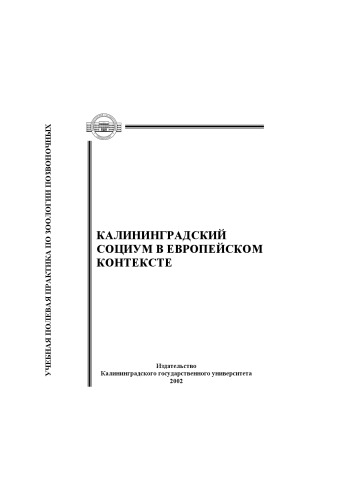 УЧЕБНАЯ ПОЛЕВАЯ ПРАКТИКА ПО ЗООЛОГИИ ПОЗВОНОЧНЫХ
КАЛИНИНГРАДСКИЙ
СОЦИУМ В ЕВРОПЕЙСКОМ
КОНТЕКСТЕ
Издательство
Калининградского государственного университета
2002